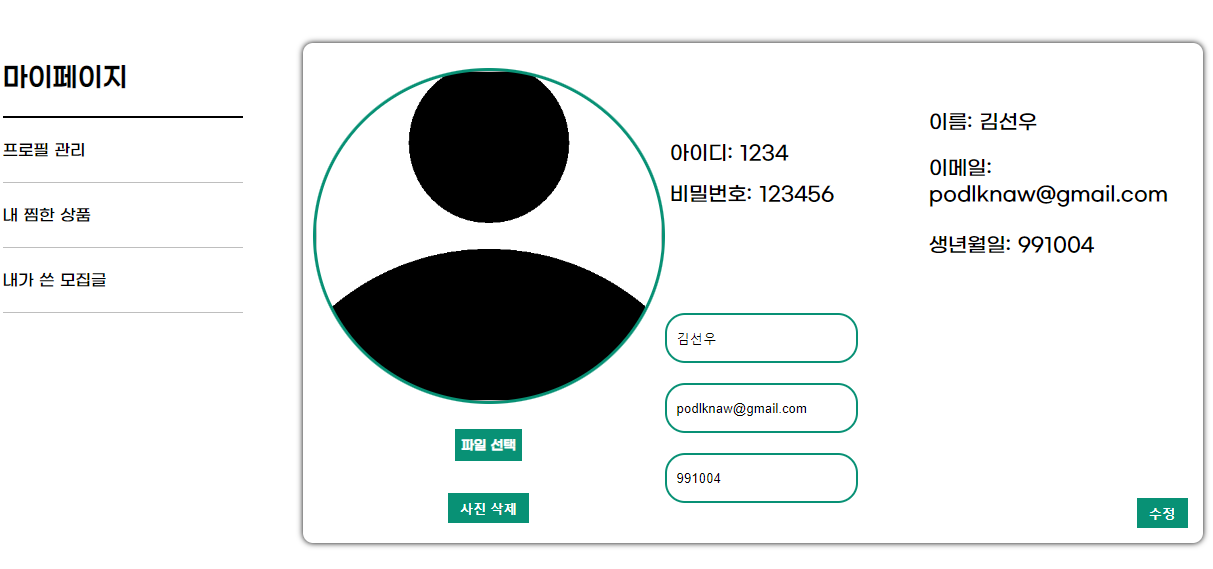 마이페이지
프로필 관리
내 찜한 상품
내가 쓴 모집글
아이디: 1234
비밀번호: 123456
이름: 김선우
이메일:
podlknaw@gmail.com
생년월일: 991004
김선우
podlknaw@gmail.com
991004
파일 선택
사진 삭제
수정